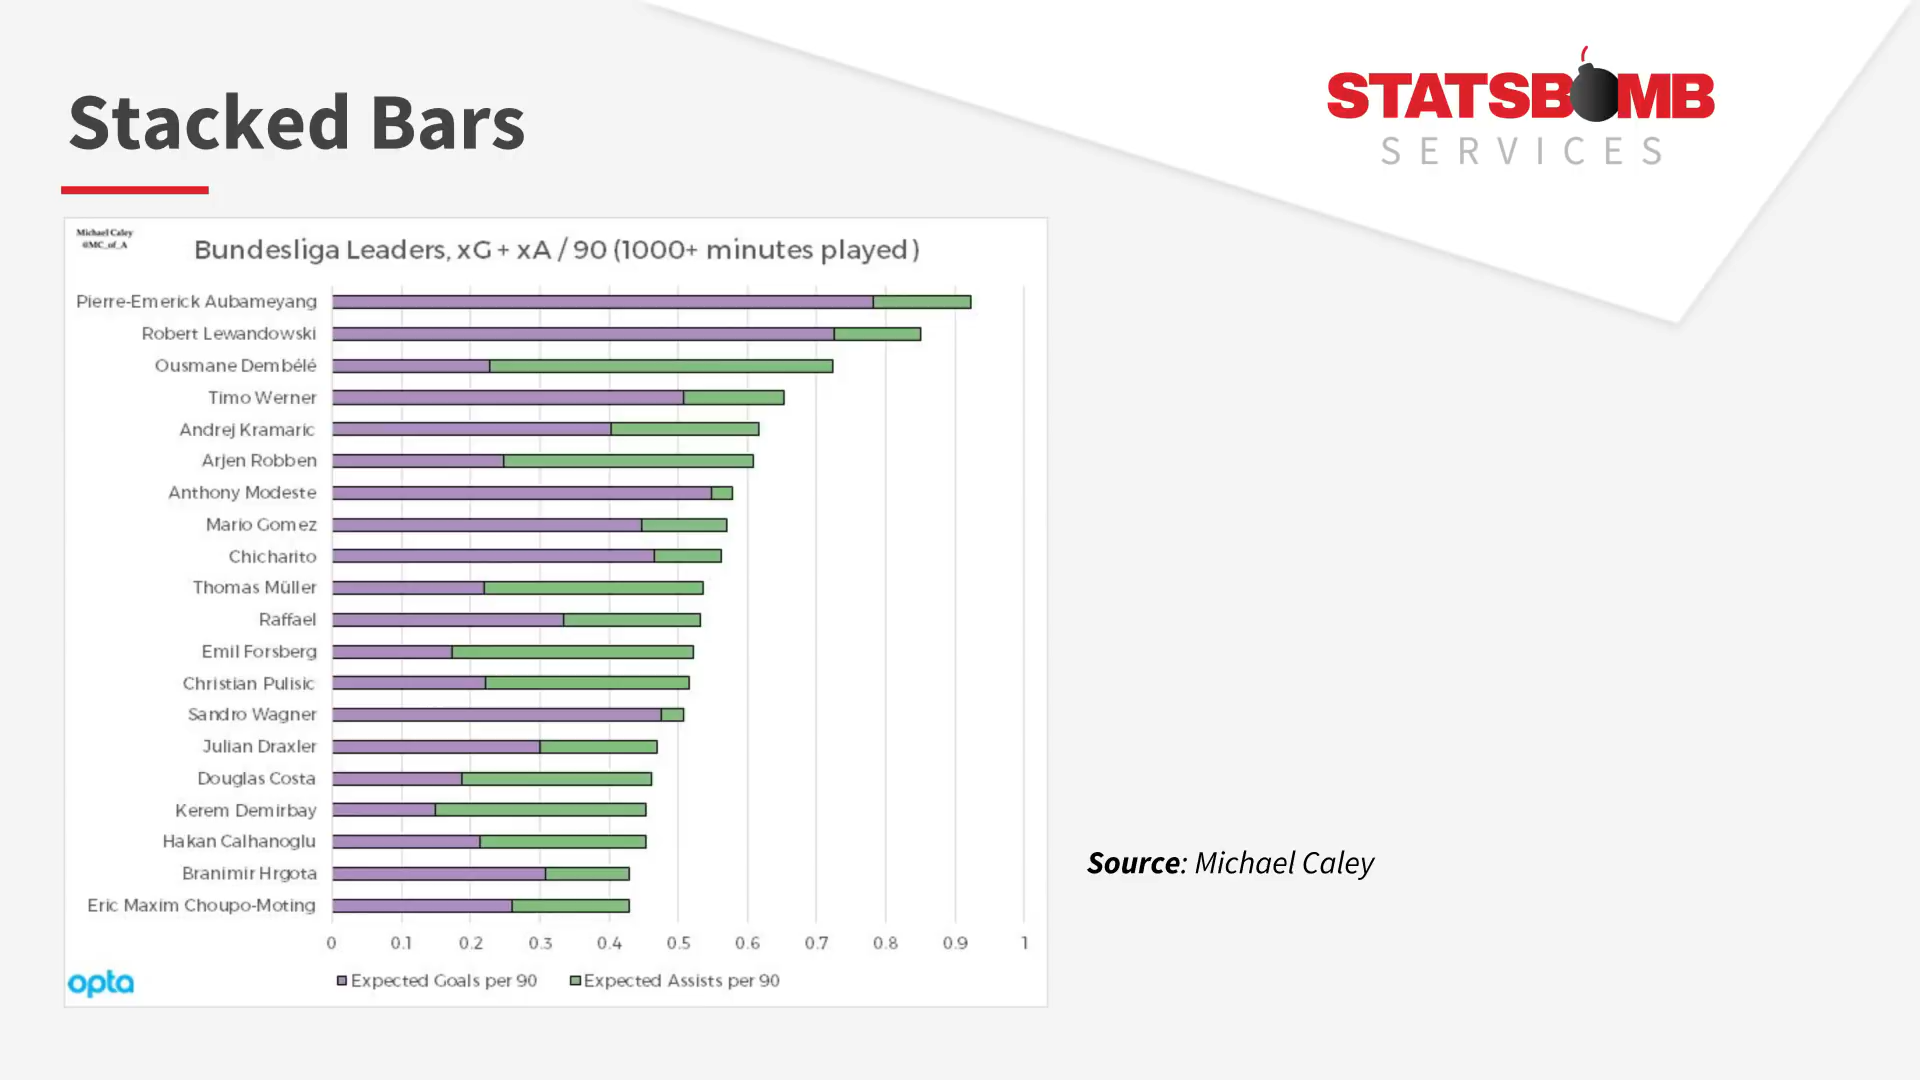 Stacked Bars
STATSBOMB
SERVICES
Michael Caley
@MC_of_A
Bundesliga Leaders, xG + xA / 90 (1000+ minutes played)
Pierre-Emerick Aubameyang
Robert Lewandowski
Ousmane Dembélé
Timo Werner
Andrej Kramaric
Arjen Robben
Anthony Modeste
Mario Gomez
Chicharito
Thomas Müller
Raffael
Emil Forsberg
Christian Pulisic
Sandro Wagner
Julian Draxler
Douglas Costa
Kerem Demirbay
Hakan Calhanoglu
Branimir Hrgota
Eric Maxim Choupo-Moting
0 0.1 0.2 0.3 0.4 0.5 0.6 0.7 0.8 0.9 1
Expected Goals per 90 Expected Assists per 90
opta
Source: Michael Caley